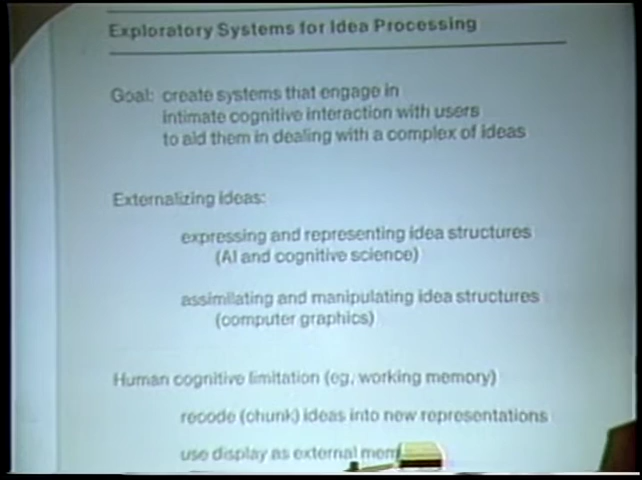 Exploratory Systems for Idea Processing
Goal: create systems that engage in
intimate cognitive interaction with users
to aid them in dealing with a complex of ideas
Externalizing ideas:
expressing and representing idea structures
(AI and cognitive science)
assimilating and manipulating idea structures
(computer graphics)
Human cognitive limitation (eg, working memory)
recode (chunk) ideas into new representations
use display as external mem